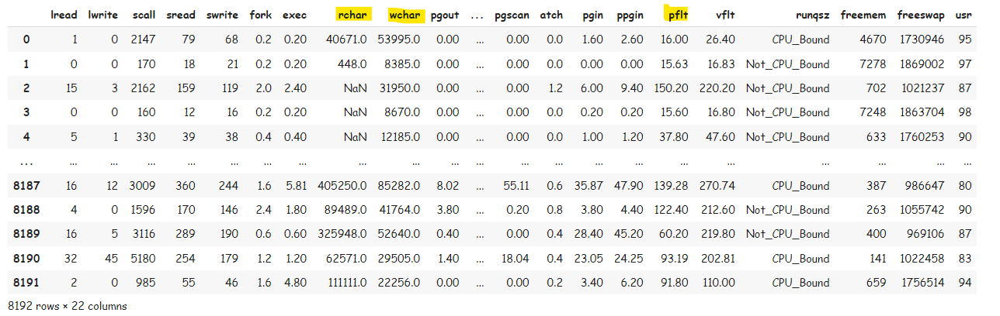 lread lwrite scall sread swrite fork exec rchar wchar pgout ... pgscan atch pgin ppgin pflt vflt runqsz freemem freeswap usr
0 1 0 2147 79 68 0.2 0.20 40671.0 53995.0 0.00 ... 0.00 0.0 1.60 2.60 16.00 26.40 CPU_Bound 4670 1730946 95
1 0 0 170 18 21 0.2 0.20 448.0 8385.0 0.00 ... 0.00 0.0 0.00 0.00 15.63 16.83 Not_CPU_Bound 7278 1869002 97
2 15 3 2162 159 119 2.0 2.40 NaN 31950.0 0.00 ... 0.00 1.2 6.00 9.40 150.20 220.20 Not_CPU_Bound 702 1021237 87
3 0 0 160 12 16 0.2 0.20 NaN 8670.0 0.00 ... 0.00 0.0 0.20 0.20 15.60 16.80 Not_CPU_Bound 7248 1863704 98
4 5 1 330 39 38 0.4 0.40 NaN 12185.0 0.00 ... 0.00 0.0 1.00 1.20 37.80 47.60 Not_CPU_Bound 633 1760253 90
... ... ... ... ... ... ... ... ... ... ... ... ... ... ... ... ... ... ... ... ... ...
8187 16 12 3009 360 244 1.6 5.81 405250.0 85282.0 8.02 ... 55.11 0.6 35.87 47.90 139.28 270.74 CPU_Bound 387 986647 80
8188 4 0 1596 170 146 2.4 1.80 89489.0 41764.0 3.80 ... 0.20 0.8 3.80 4.40 122.40 212.60 Not_CPU_Bound 263 1055742 90
8189 16 5 3116 289 190 0.6 0.60 325948.0 52640.0 0.40 ... 0.00 0.4 28.40 45.20 60.20 219.80 Not_CPU_Bound 400 969106 87
8190 32 45 5180 254 179 1.2 1.20 62571.0 29505.0 1.40 ... 18.04 0.4 23.05 24.25 93.19 202.81 CPU_Bound 141 1022458 83
8191 2 0 985 55 46 1.6 4.80 111111.0 22256.0 0.00 ... 0.00 0.2 3.40 6.20 91.80 110.00 CPU_Bound 659 1756514 94
8192 rows × 22 columns